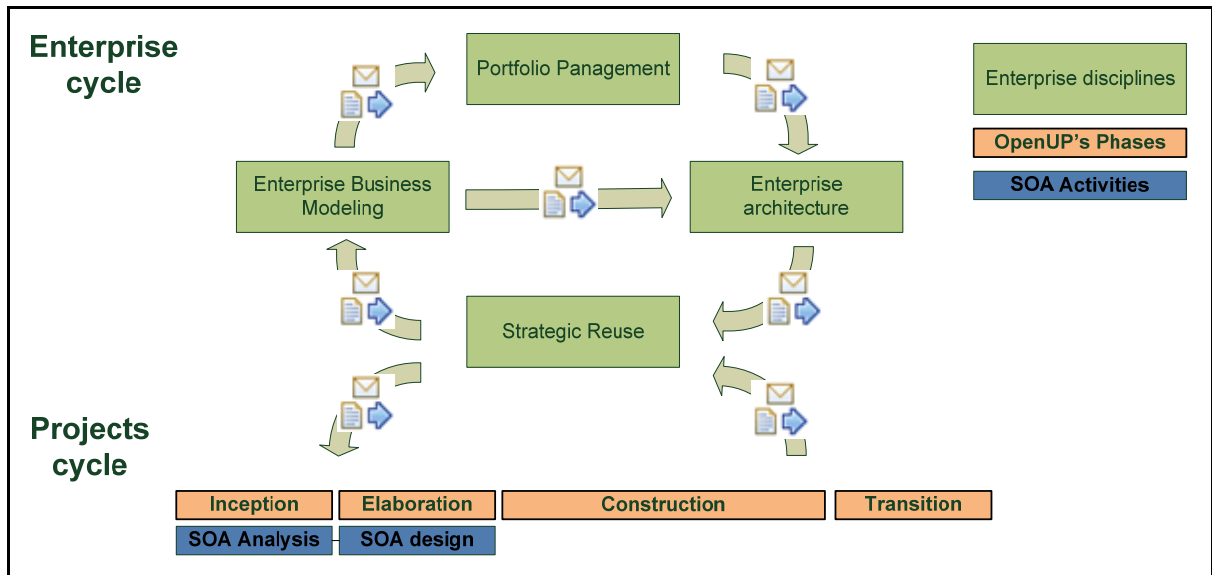 Enterprise
cycle
Portfolio Panagement
Enterprise disciplines
OpenUP's Phases
SOA Activities
Enterprise Business
Modeling
Enterprise
architecture
Strategic Reuse
Projects
cycle
Inception
Elaboration
Construction
Transition
SOA Analysis
SOA design